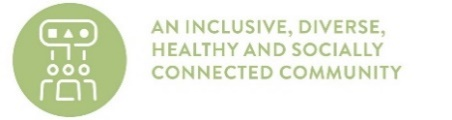 AN INCLUSIVE, DIVERSE,
HEALTHY AND SOCIALLY
CONNECTED COMMUNITY